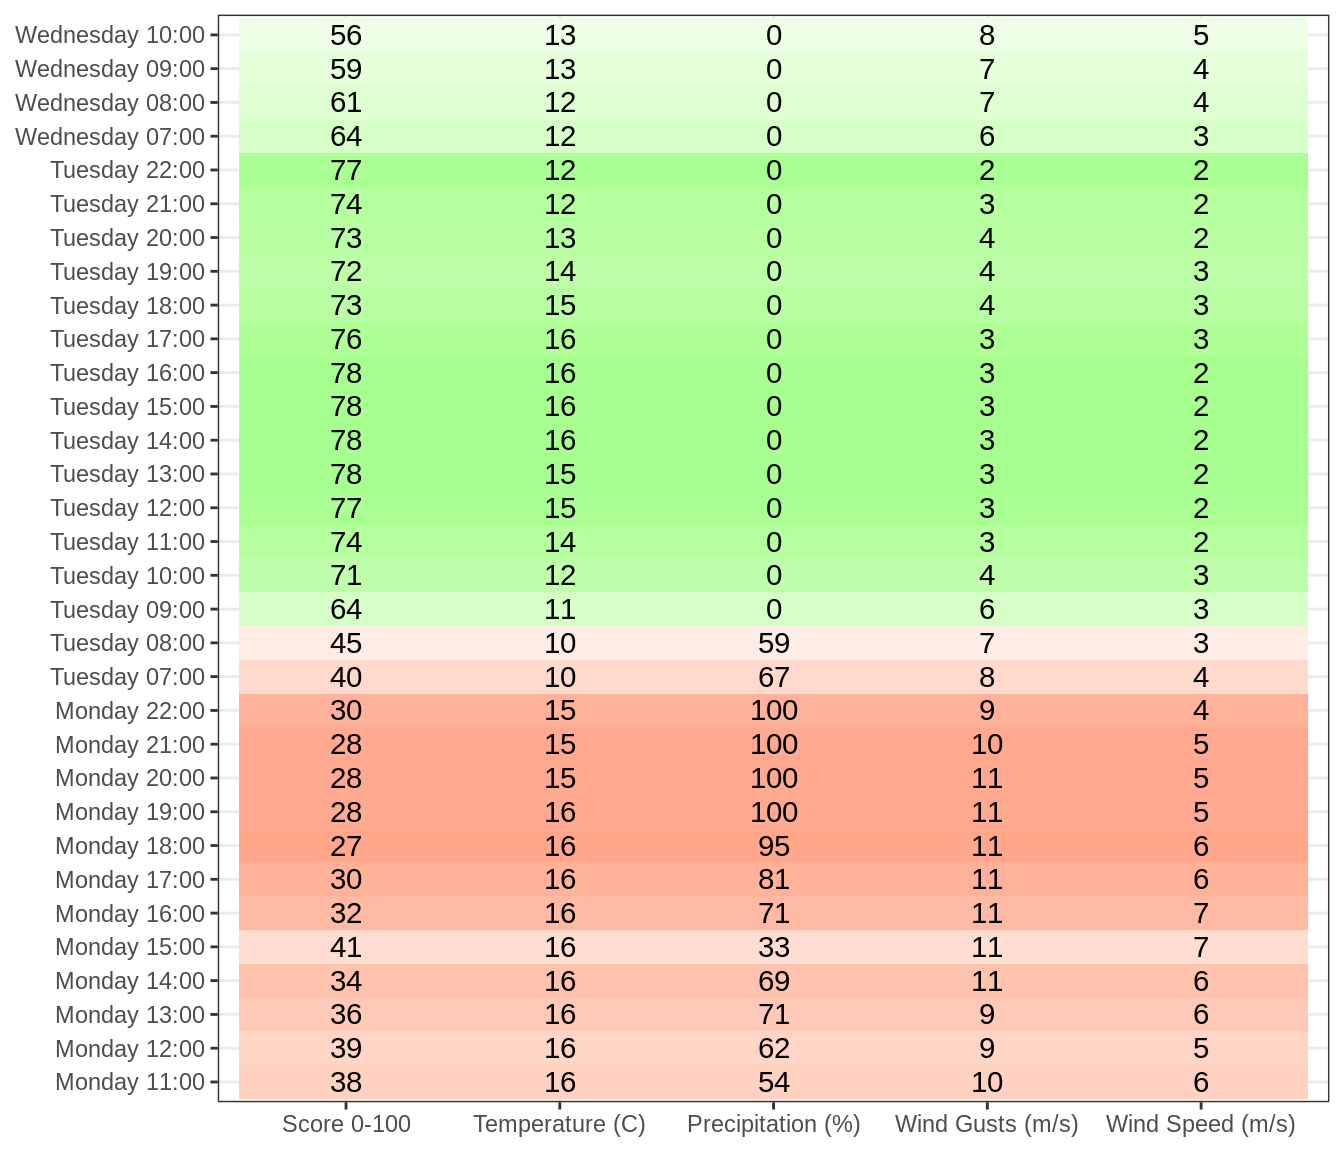 Wednesday 10:00 56 13 0 8 5
Wednesday 09:00 59 13 0 7 4
Wednesday 08:00 61 12 0 7 4
Wednesday 07:00 64 12 0 6 3
Tuesday 22:00 77 12 0 2 2
Tuesday 21:00 74 12 0 3 2
Tuesday 20:00 73 13 0 4 2
Tuesday 19:00 72 14 0 4 3
Tuesday 18:00 73 15 0 4 3
Tuesday 17:00 76 16 0 3 3
Tuesday 16:00 78 16 0 3 2
Tuesday 15:00 78 16 0 3 2
Tuesday 14:00 78 16 0 3 2
Tuesday 13:00 78 15 0 3 2
Tuesday 12:00 77 15 0 3 2
Tuesday 11:00 74 14 0 3 2
Tuesday 10:00 71 12 0 4 3
Tuesday 09:00 64 11 0 6 3
Tuesday 08:00 45 10 59 7 3
Tuesday 07:00 40 10 67 8 4
Monday 22:00 30 15 100 9 4
Monday 21:00 28 15 100 10 5
Monday 20:00 28 15 100 11 5
Monday 19:00 28 16 100 11 5
Monday 18:00 27 16 95 11 6
Monday 17:00 30 16 81 11 6
Monday 16:00 32 16 71 11 7
Monday 15:00 41 16 33 11 7
Monday 14:00 34 16 69 11 6
Monday 13:00 36 16 71 9 6
Monday 12:00 39 16 62 9 5
Monday 11:00 38 16 54 10 6
Score 0-100 Temperature (C) Precipitation (%) Wind Gusts (m/s) Wind Speed (m/s)